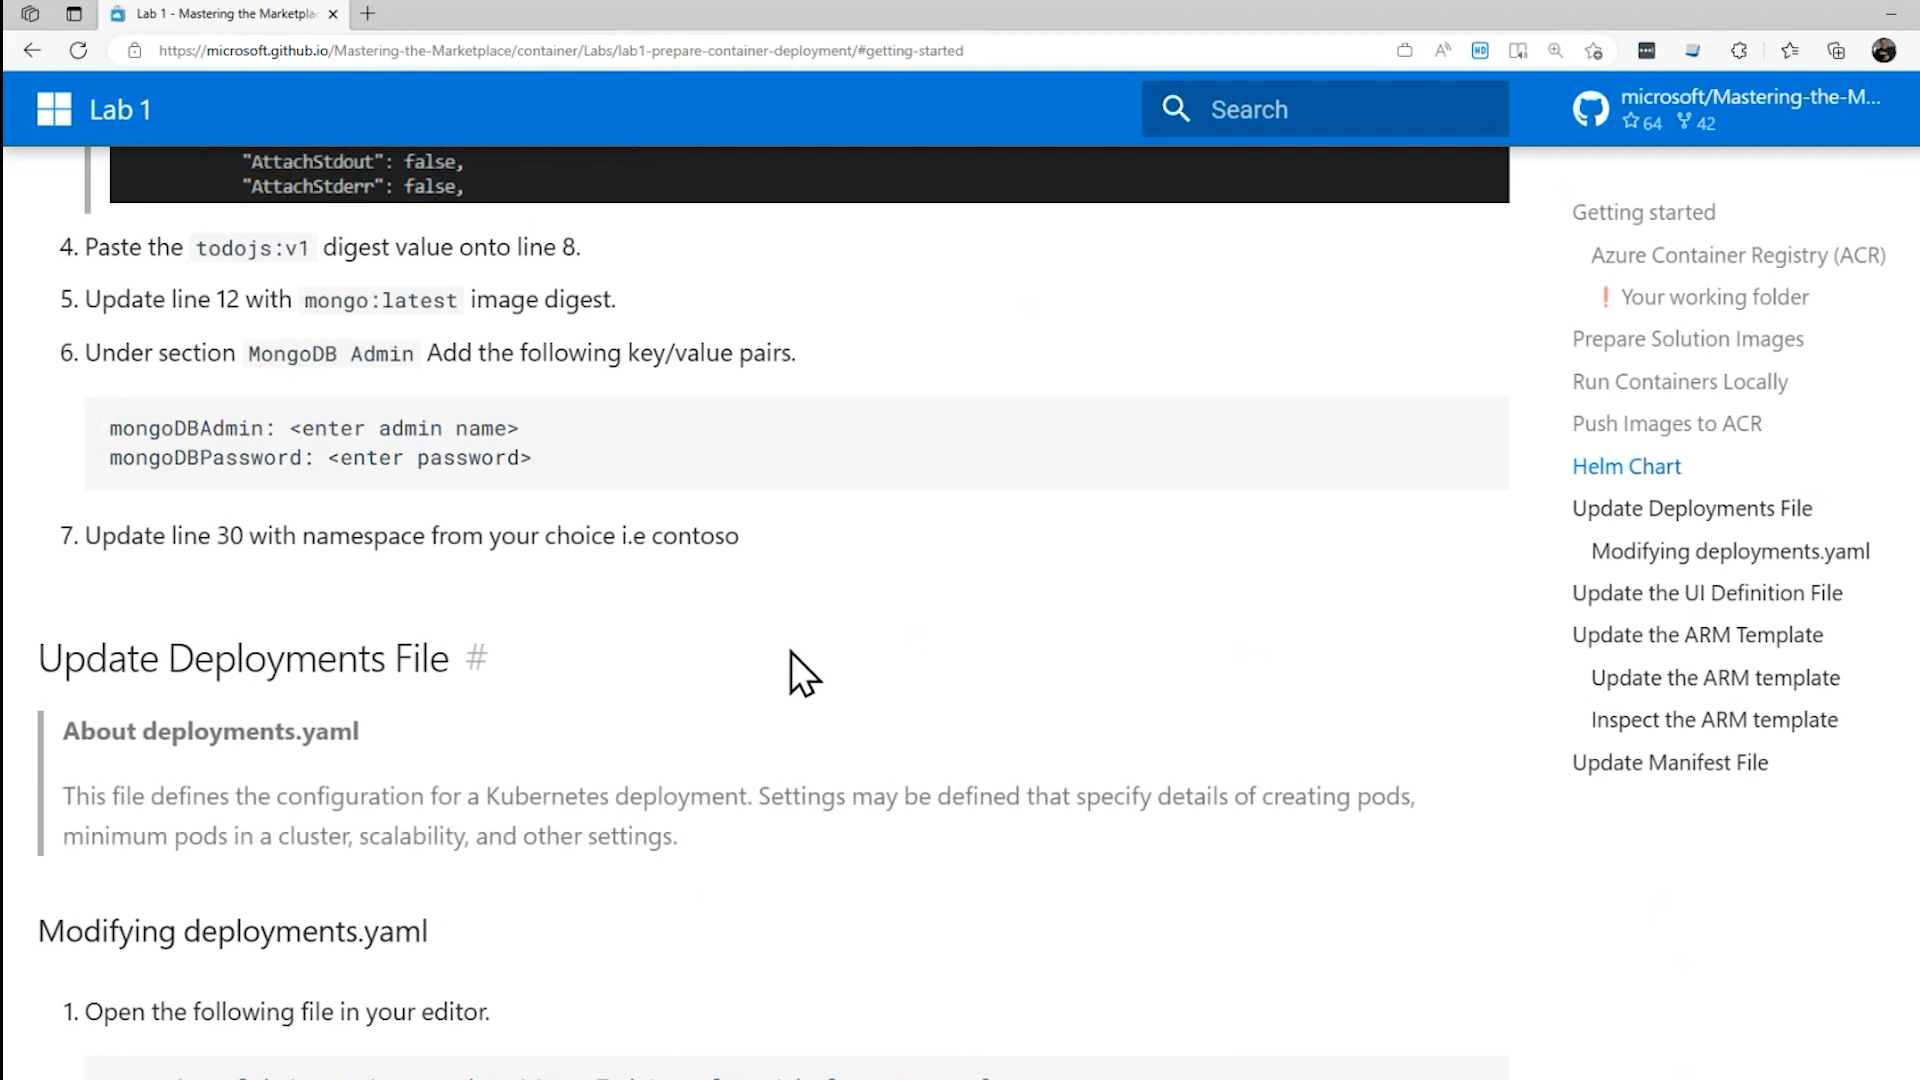 Lab 1 - Mastering the Marketpla
https://microsoft.github.io/Mastering-the-Marketplace/container/Labs/lab1-prepare-container-deployment/#getting-started
Lab 1
Search
microsoft/Mastering-the-M...
64 42
"AttachStdout": false,
"AttachStderr": false,
4. Paste the todojs:v1 digest value onto line 8.
5. Update line 12 with mongo:latest image digest.
6. Under section MongoDB Admin Add the following key/value pairs.
mongoDBAdmin: <enter admin name>
mongoDBPassword: <enter password>
7. Update line 30 with namespace from your choice i.e contoso
Update Deployments File #
About deployments.yaml
This file defines the configuration for a Kubernetes deployment. Settings may be defined that specify details of creating pods,
minimum pods in a cluster, scalability, and other settings.
Modifying deployments.yaml
1. Open the following file in your editor.
Getting started
Azure Container Registry (ACR)
❗ Your working folder
Prepare Solution Images
Run Containers Locally
Push Images to ACR
Helm Chart
Update Deployments File
Modifying deployments.yaml
Update the UI Definition File
Update the ARM Template
Update the ARM template
Inspect the ARM template
Update Manifest File